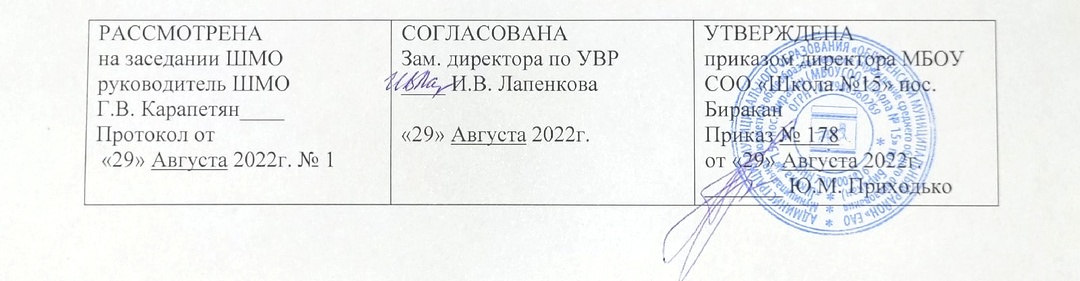 РАССМОТРЕНА
на заседании ШМО
руководитель ШМО
Г.В. Карапетян____
Протокол от
«29» Августа 2022г. № 1
СОГЛАСОВАНА
Зам. директора по УВР
____И.В. Лапенкова
«29» Августа 2022г.
УТВЕРЖДЕНА
приказом директора МБОУ
СОО «Школа №15» пос.
Биракан
Приказ № 178
от «29» Августа 2022г.
_______ Ю.М. Приходько